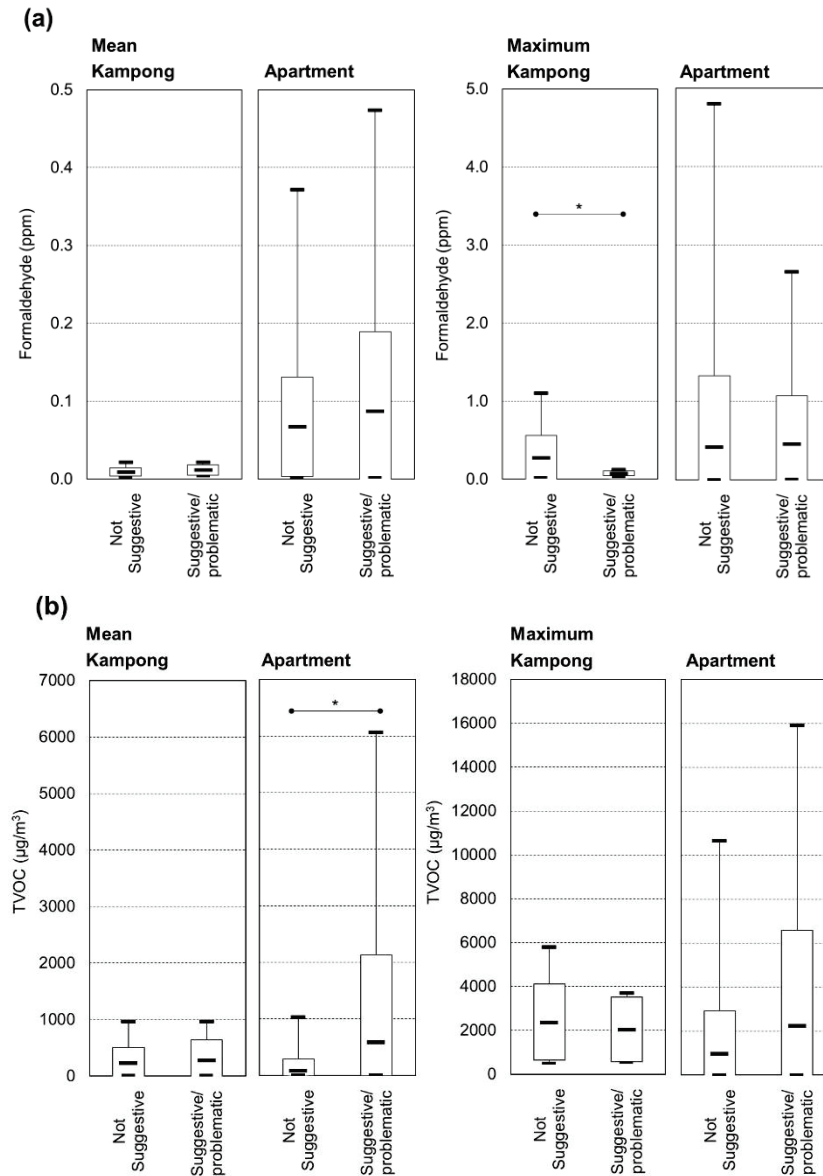 (a)
Mean
Kampong
Apartment
Formaldehyde (ppm)
0.5
0.4
0.3
0.2
0.1
0.0
Not
Suggestive
Suggestive/
problematic
Not
Suggestive
Suggestive/
problematic
Maximum
Kampong
Apartment
Formaldehyde (ppm)
5.0
4.0
3.0
2.0
1.0
0.0
*
Not
Suggestive
Suggestive/
problematic
Not
Suggestive
Suggestive/
problematic
(b)
Mean
Kampong
Apartment
TVOC (µg/m³)
7000
6000
5000
4000
3000
2000
1000
0
*
Not
Suggestive
Suggestive/
problematic
Not
Suggestive
Suggestive/
problematic
Maximum
Kampong
Apartment
TVOC (µg/m³)
18000
16000
14000
12000
10000
8000
6000
4000
2000
0
Not
Suggestive
Suggestive/
problematic
Not
Suggestive
Suggestive/
problematic